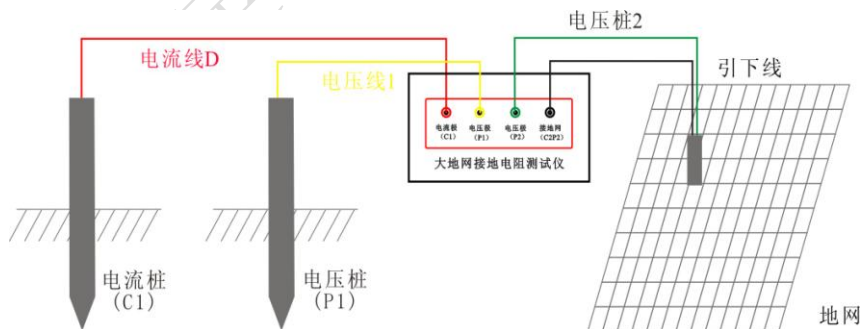 电压桩2
电流线D
电压线1
引下线
电流极 电压极 电压极 接地网
(C1) (P1) (P2) (C2P2)
大地网接地电阻测试仪
电流桩
(C1)
电压桩
(P1)
地网